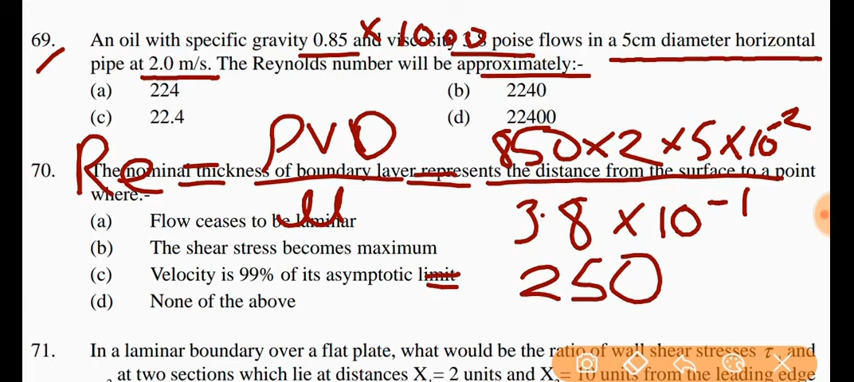 69. An oil with specific gravity 0.85 and viscosity 3.8 poise flows in a 5cm diameter horizontal
× 1000
pipe at 2.0 m/s. The Reynolds number will be approximately:-
(a) 224 (b) 2240
(c) 22.4 (d) 22400
Re = ρVD / μ = 850 × 2 × 5 × 10⁻² / 3.8 × 10⁻¹
250
70. The nominal thickness of boundary layer represents the distance from the surface to a point
where:-
(a) Flow ceases to be laminar
(b) The shear stress becomes maximum
(c) Velocity is 99% of its asymptotic limit
(d) None of the above
71. In a laminar boundary over a flat plate, what would be the ratio of wall shear stresses τ, and
at two sections which lie at distances X = 2 units and X = 10 units from the leading edge